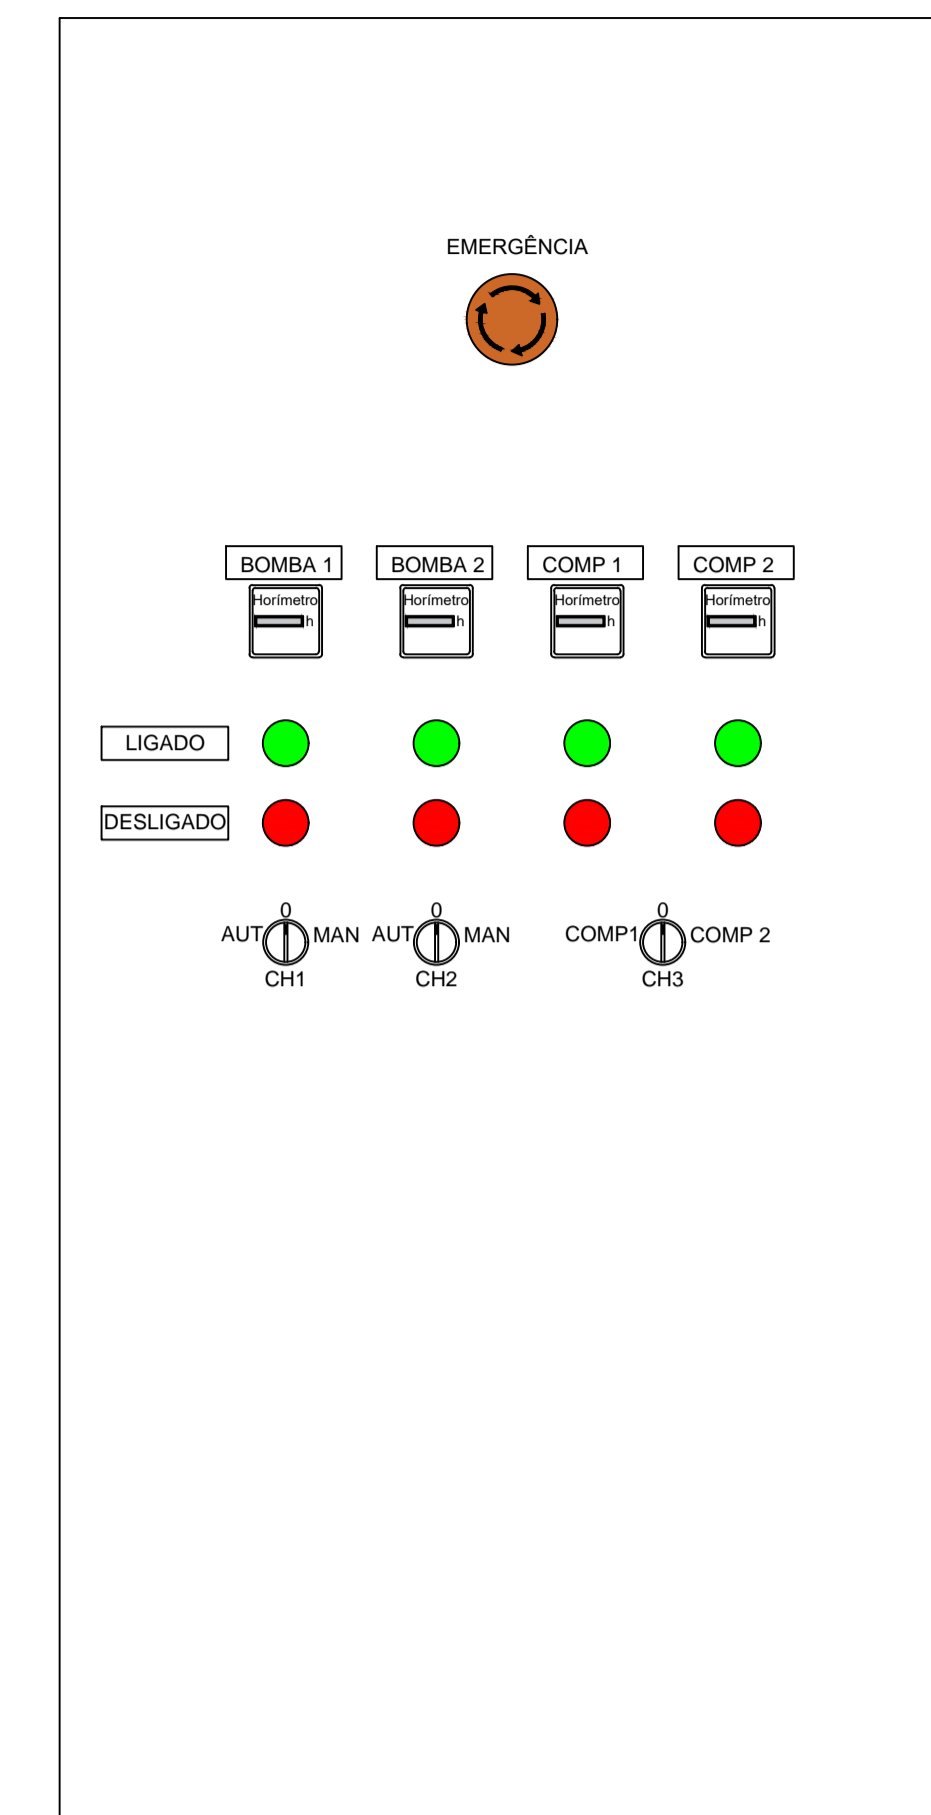 EMERGÊNCIA
BOMBA 1 BOMBA 2 COMP 1 COMP 2
Horímetro Horímetro Horímetro Horímetro
h h h h
LIGADO
DESLIGADO
0 0 0
AUT MAN AUT MAN COMP1 COMP 2
CH1 CH2 CH3